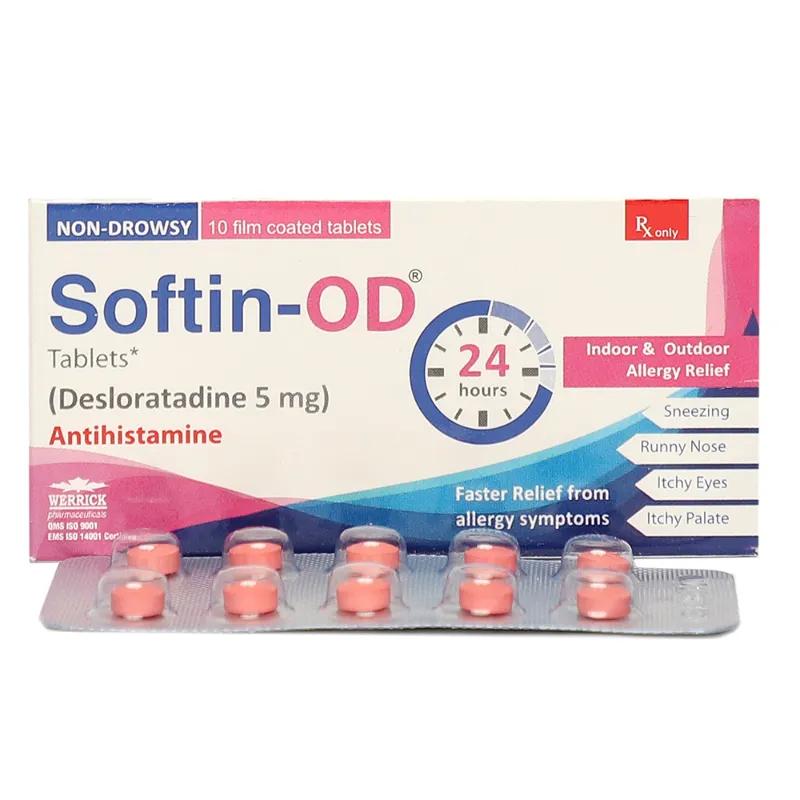 NON-DROWSY 10 film coated tablets
Rx only
Softin-OD®
Tablets*
(Desloratadine 5 mg)
Antihistamine
24
hours
Indoor & Outdoor
Allergy Relief
Sneezing
Runny Nose
Itchy Eyes
Itchy Palate
Faster Relief from
allergy symptoms
WERRICK
pharmaceuticals
QMS ISO 9001
EMS ISO 14001